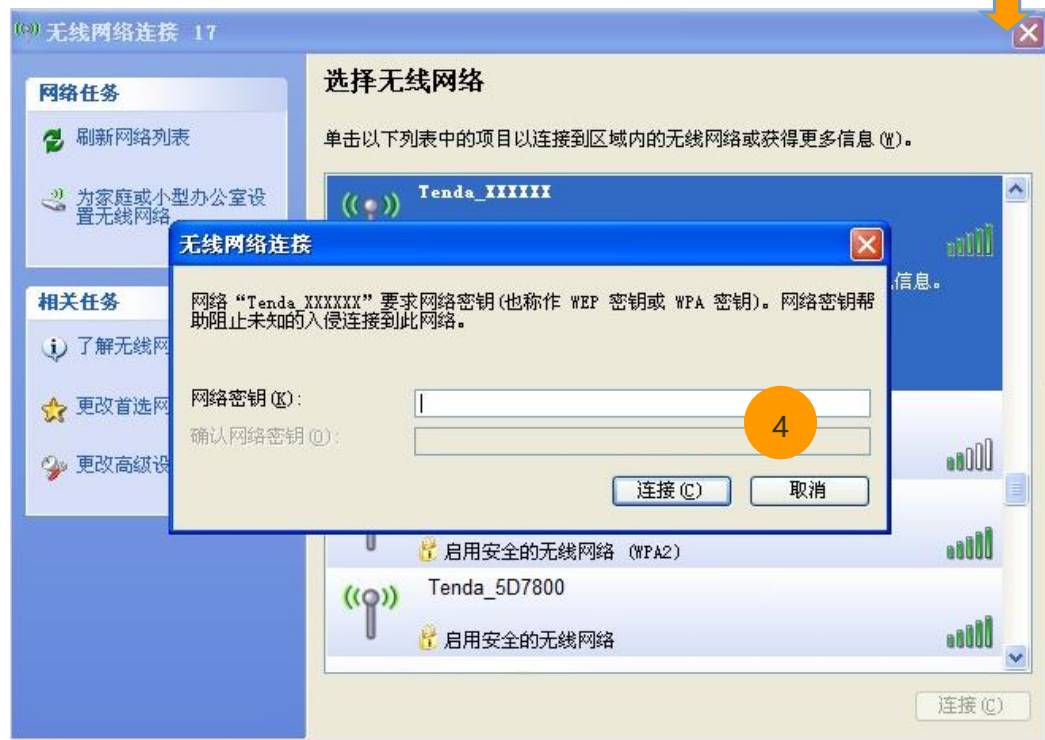 无线网络连接 17
网络任务
刷新网络列表
为家庭或小型办公室设
置无线网络
相关任务
了解无线网
更改首选网
更改高级设
选择无线网络
单击以下列表中的项目以连接到区域内的无线网络或获得更多信息(W)。
Tenda_XXXXXX
信息。
无线网络连接
网络“Tenda_XXXXXX”要求网络密钥(也称作 WEP 密钥或 WPA 密钥)。网络密钥帮
助阻止未知的入侵连接到此网络。
网络密钥(K):
确认网络密钥(O):
4
连接(C)
取消
启用安全的无线网络 (WPA2)
Tenda_5D7800
启用安全的无线网络
连接(C)